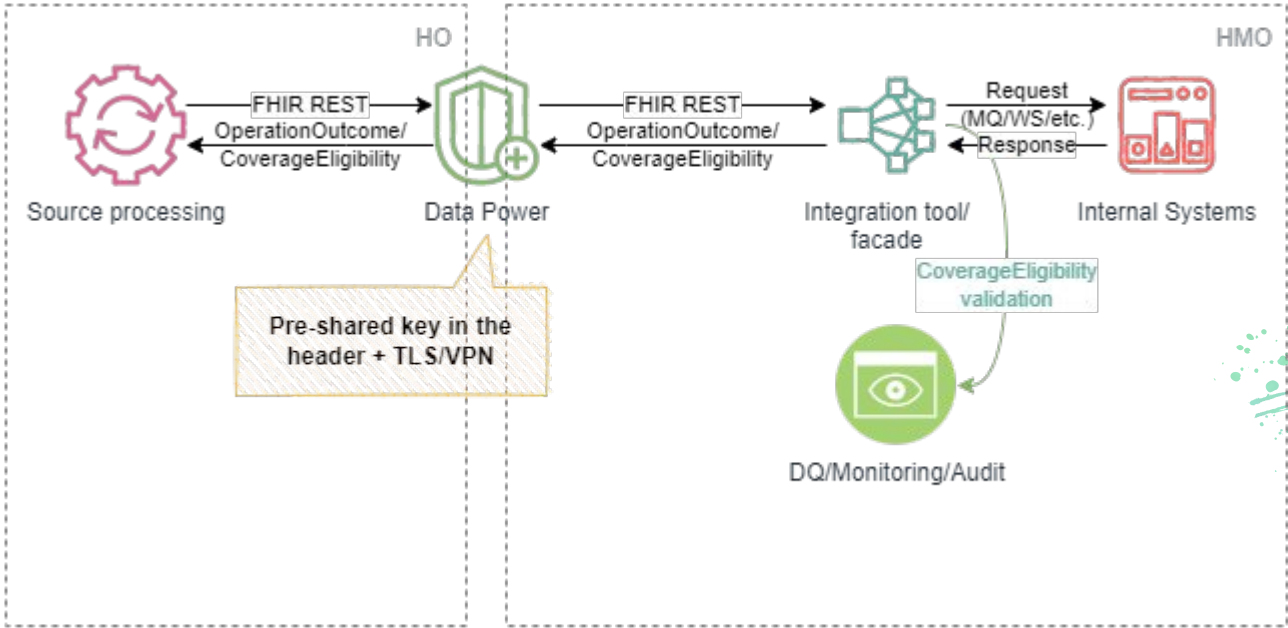 HO
HMO
FHIR REST
OperationOutcome/
CoverageEligibility
FHIR REST
OperationOutcome/
CoverageEligibility
Request
(MQ/WS/etc.)
Response
Source processing
Data Power
Integration tool/
facade
Internal Systems
CoverageEligibility
validation
Pre-shared key in the
header + TLS/VPN
DQ/Monitoring/Audit